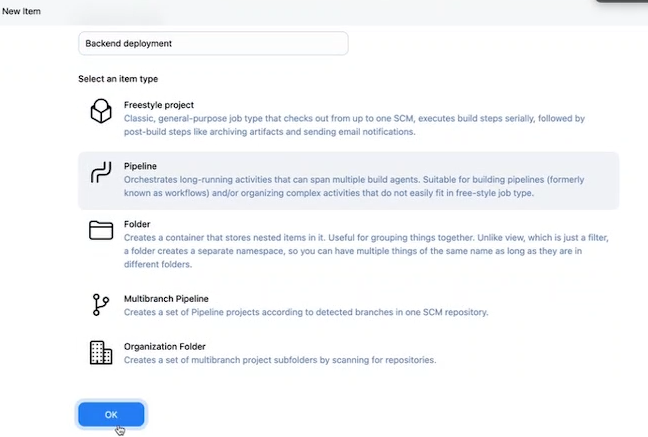 New Item
Backend deployment
Select an item type
Freestyle project
Classic, general-purpose job type that checks out from up to one SCM, executes build steps serially, followed by
post-build steps like archiving artifacts and sending email notifications.
Pipeline
Orchestrates long-running activities that can span multiple build agents. Suitable for building pipelines (formerly
known as workflows) and/or organizing complex activities that do not easily fit in free-style job type.
Folder
Creates a container that stores nested items in it. Useful for grouping things together. Unlike view, which is just a filter,
a folder creates a separate namespace, so you can have multiple things of the same name as long as they are in
different folders.
Multibranch Pipeline
Creates a set of Pipeline projects according to detected branches in one SCM repository.
Organization Folder
Creates a set of multibranch project subfolders by scanning for repositories.
OK